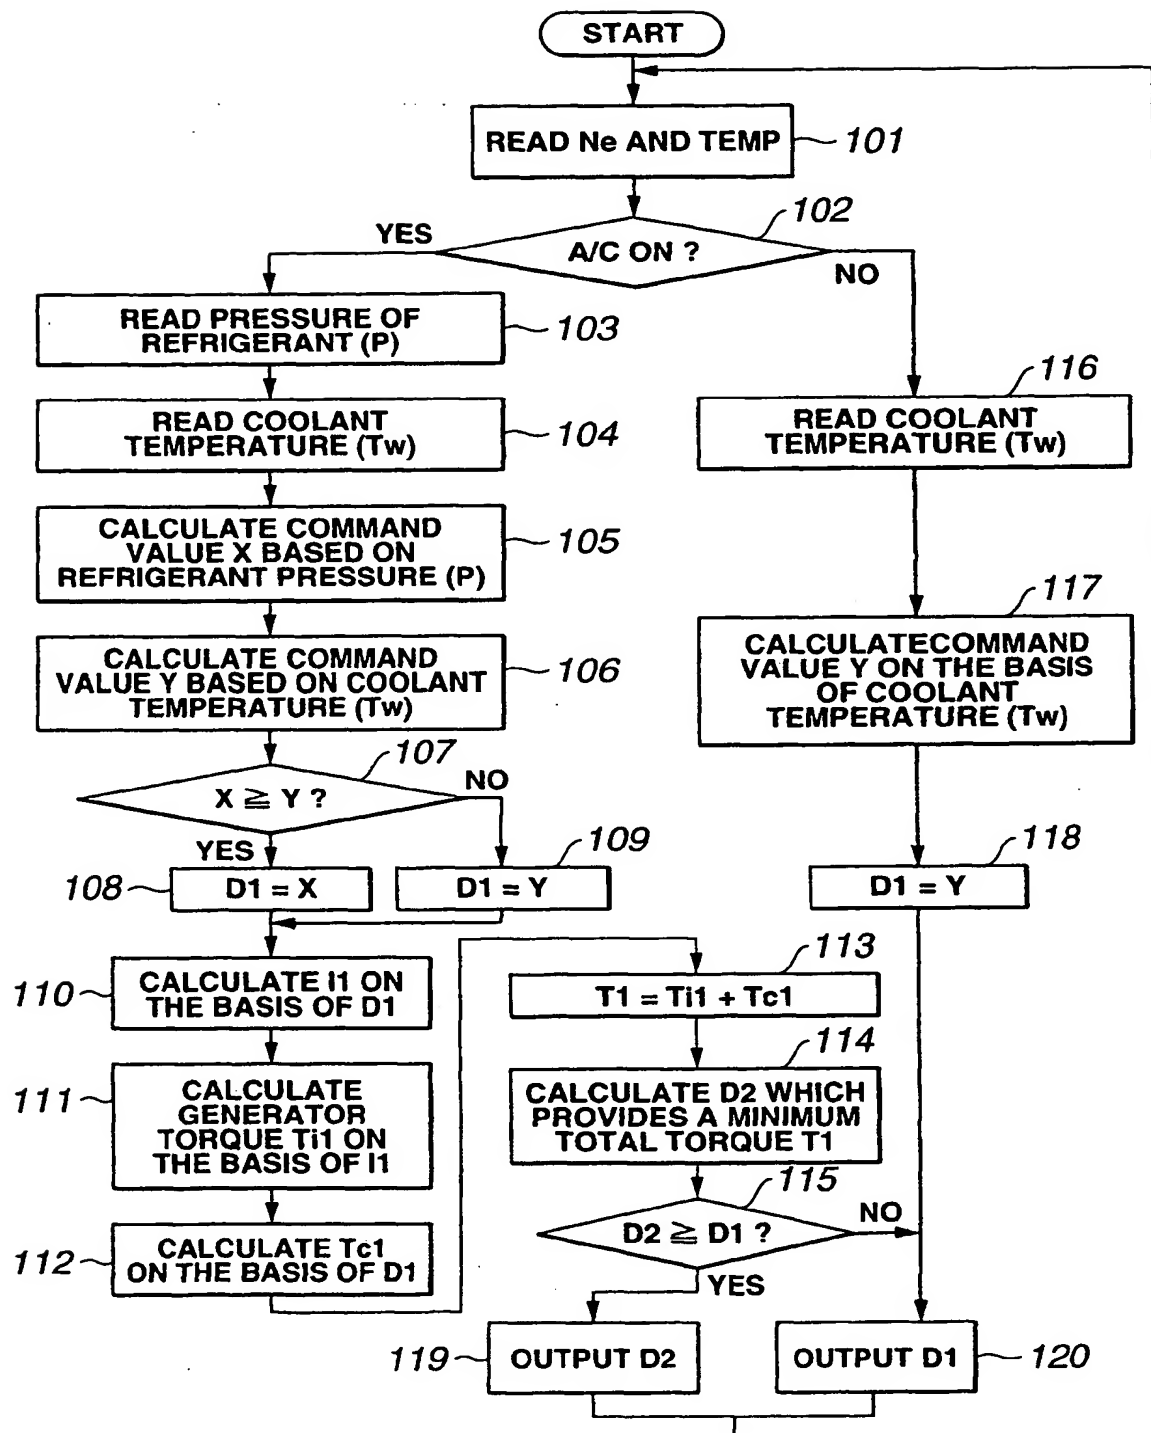 START
READ Ne AND TEMP
101
102
A/C ON ?
YES
NO
READ PRESSURE OF
REFRIGERANT (P)
103
READ COOLANT
TEMPERATURE (Tw)
104
CALCULATE COMMAND
VALUE X BASED ON
REFRIGERANT PRESSURE (P)
105
CALCULATE COMMAND
VALUE Y BASED ON COOLANT
TEMPERATURE (Tw)
106
107
X ≧ Y ?
NO
YES
108
D1 = X
109
D1 = Y
110
CALCULATE I1 ON
THE BASIS OF D1
111
CALCULATE
GENERATOR
TORQUE Ti1 ON
THE BASIS OF I1
112
CALCULATE Tc1
ON THE BASIS OF D1
113
T1 = Ti1 + Tc1
114
CALCULATE D2 WHICH
PROVIDES A MINIMUM
TOTAL TORQUE T1
115
D2 ≧ D1 ?
NO
YES
116
READ COOLANT
TEMPERATURE (Tw)
117
CALCULATECOMMAND
VALUE Y ON THE BASIS
OF COOLANT
TEMPERATURE (Tw)
118
D1 = Y
119
OUTPUT D2
OUTPUT D1
120